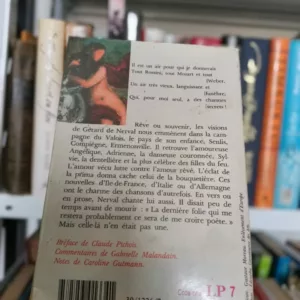 Il est un air pour qui je donnerais
Tout Rossini, tout Mozart et tout
Weber,
Un air très vieux, languissant et
funèbre,
Qui, pour moi seul, a des charmes
secrets !
Rêve ou souvenir, les visions
de Gérard de Nerval nous emmènent dans la cam-
pagne du Valois, le pays de son enfance, Senlis,
Compiègne, Ermenonville. Il retrouve l'amoureuse
Angélique, Adrienne, la danseuse couronnée, Syl-
vie, la dentellière et la plus célèbre des filles du feu.
L'amour vécu lutte contre l'amour rêvé. L'éclat de
la prima donna cache celui de la bouquetière. Ces
nouvelles d'Ile-de-France, d'Italie ou d'Allemagne
ont le charme des chansons d'autrefois. En vers ou
en prose, Nerval chante lui aussi. Il disait peu de
temps avant de mourir : « La dernière folie qui me
restera probablement ce sera de me croire poète. »
Mais celle-là n'en était pas une.
Préface de Claude Pichois.
Commentaires de Gabrielle Malandain.
Notes de Caroline Gutmann.
Code
LP 7